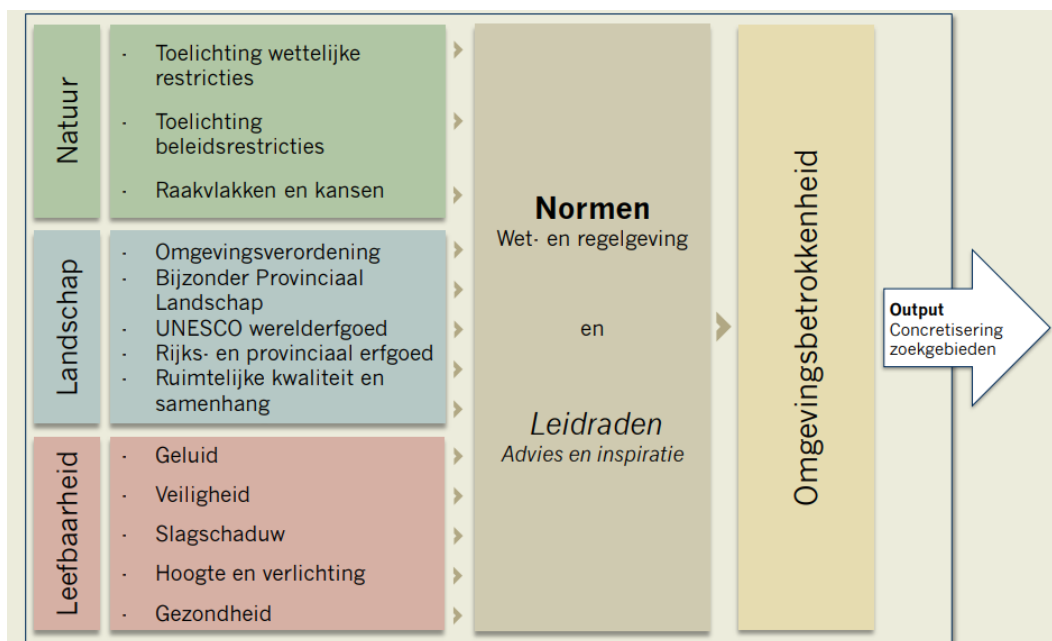 Natuur
- Toelichting wettelijke
restricties
- Toelichting
beleidsrestricties
- Raakvlakken en kansen
Landschap
- Omgevingsverordening
- Bijzonder Provinciaal
Landschap
- UNESCO werelderfgoed
- Rijks- en provinciaal erfgoed
- Ruimtelijke kwaliteit en
samenhang
Leefbaarheid
- Geluid
- Veiligheid
- Slagschaduw
- Hoogte en verlichting
- Gezondheid
Normen
Wet- en regelgeving
en
Leidraden
Advies en inspiratie
Omgevingsbetrokkenheid
Output
Concretisering
zoekgebieden